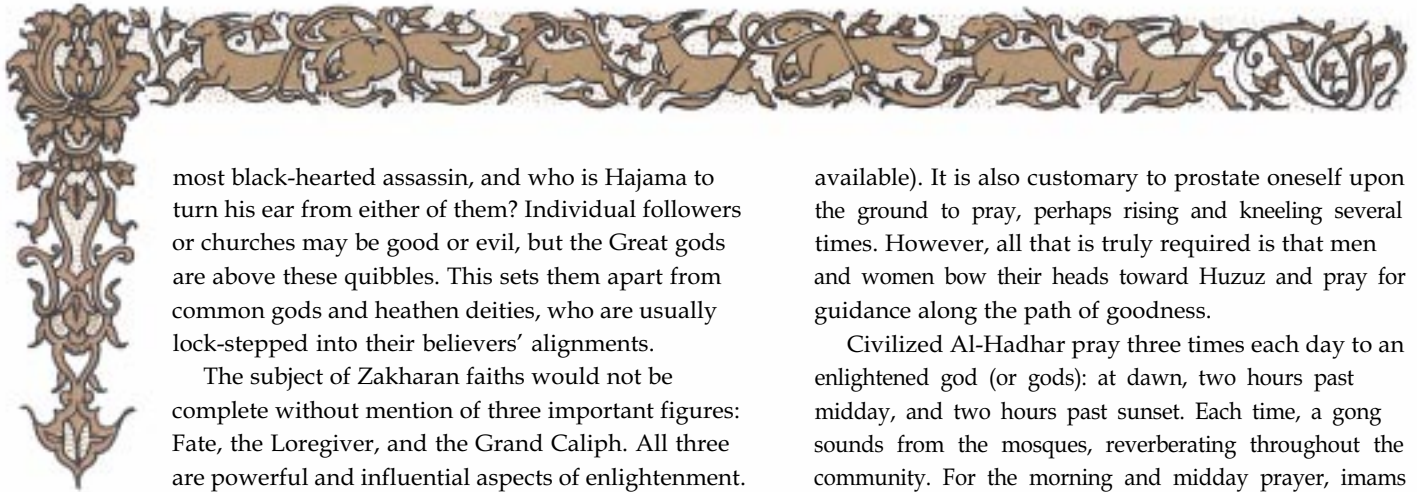 most black-hearted assassin, and who is Hajama to
turn his ear from either of them? Individual followers
or churches may be good or evil, but the Great gods
are above these quibbles. This sets them apart from
common gods and heathen deities, who are usually
lock-stepped into their believers’ alignments.
The subject of Zakharan faiths would not be
complete without mention of three important figures:
Fate, the Loregiver, and the Grand Caliph. All three
are powerful and influential aspects of enlightenment.
available). It is also customary to prostate oneself upon
the ground to pray, perhaps rising and kneeling several
times. However, all that is truly required is that men
and women bow their heads toward Huzuz and pray for
guidance along the path of goodness.
Civilized Al-Hadhar pray three times each day to an
enlightened god (or gods): at dawn, two hours past
midday, and two hours past sunset. Each time, a gong
sounds from the mosques, reverberating throughout the
community. For the morning and midday prayer, imams